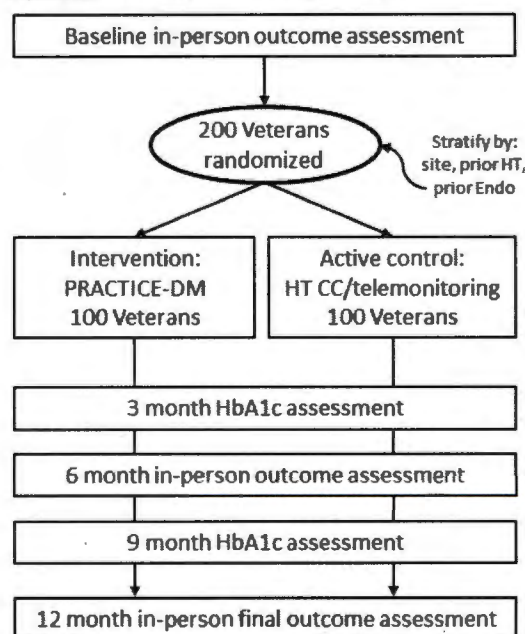 Baseline in-person outcome assessment
200 Veterans
randomized
Stratify by:
site, prior HT,
prior Endo
Intervention:
PRACTICE-DM
100 Veterans
Active control:
HT CC/telemonitoring
100 Veterans
3 month HbA1c assessment
6 month in-person outcome assessment
9 month HbA1c assessment
12 month in-person final outcome assessment